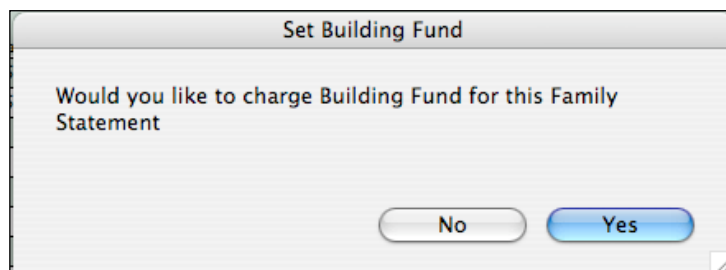 Set Building Fund
Would you like to charge Building Fund for this Family
Statement
No
Yes